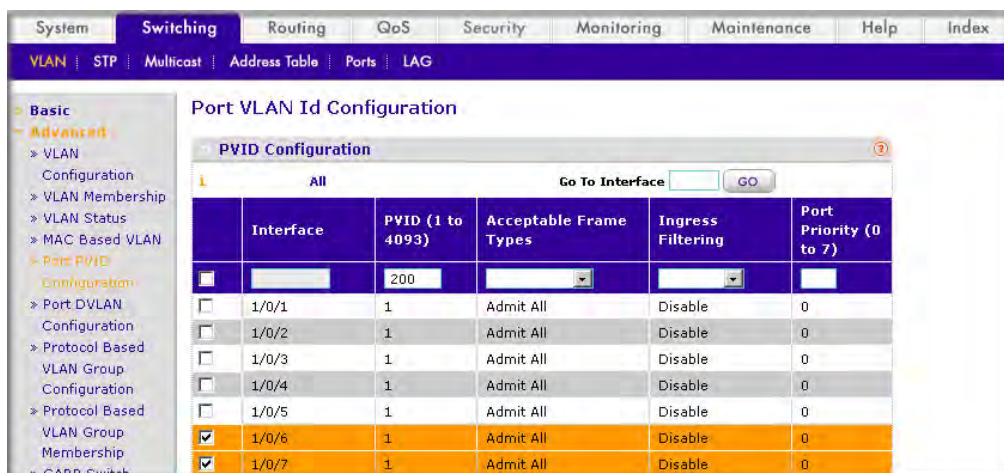 System Switching Routing QoS Security Monitoring Maintenance Help Index
VLAN STP Multicast Address Table Ports LAG
Basic
Advanced
» VLAN
Configuration
» VLAN Membership
» VLAN Status
» MAC Based VLAN
» Port PVID
Configuration
» Port DVLAN
Configuration
» Protocol Based
VLAN Group
Configuration
» Protocol Based
VLAN Group
Membership
» GARP Switch
Port VLAN Id Configuration
PVID Configuration ?
1 All Go To Interface GO
Interface PVID (1 to 4093) Acceptable Frame Types Ingress Filtering Port Priority (0 to 7)
200
1/0/1 1 Admit All Disable 0
1/0/2 1 Admit All Disable 0
1/0/3 1 Admit All Disable 0
1/0/4 1 Admit All Disable 0
1/0/5 1 Admit All Disable 0
1/0/6 1 Admit All Disable 0
1/0/7 1 Admit All Disable 0